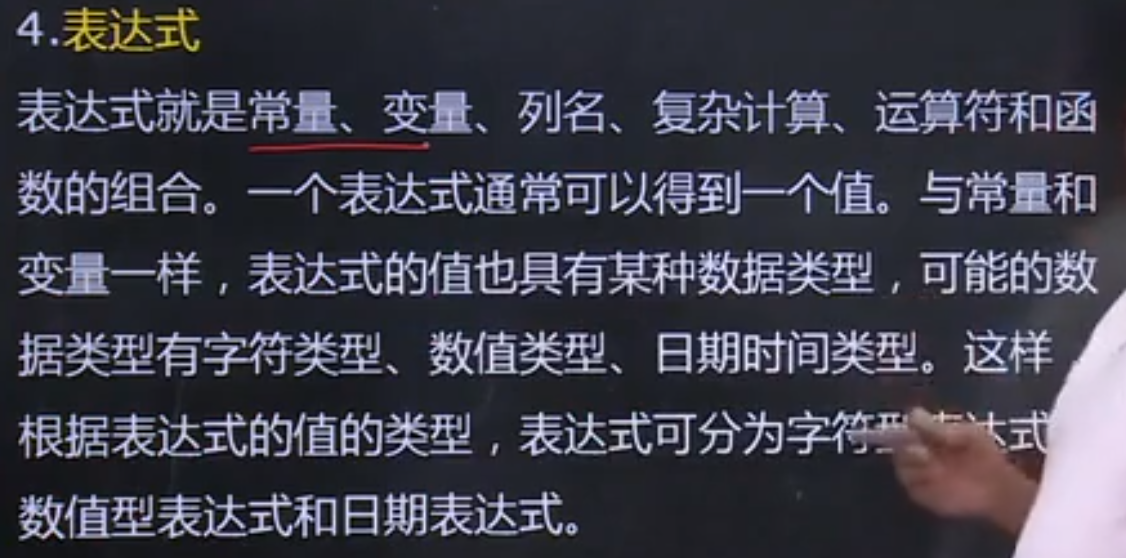 4.表达式
表达式就是常量、变量、列名、复杂计算、运算符和函
数的组合。一个表达式通常可以得到一个值。与常量和
变量一样，表达式的值也具有某种数据类型，可能的数
据类型有字符类型、数值类型、日期时间类型。这样，
根据表达式的值的类型，表达式可分为字符型表达式
数值型表达式和日期表达式。